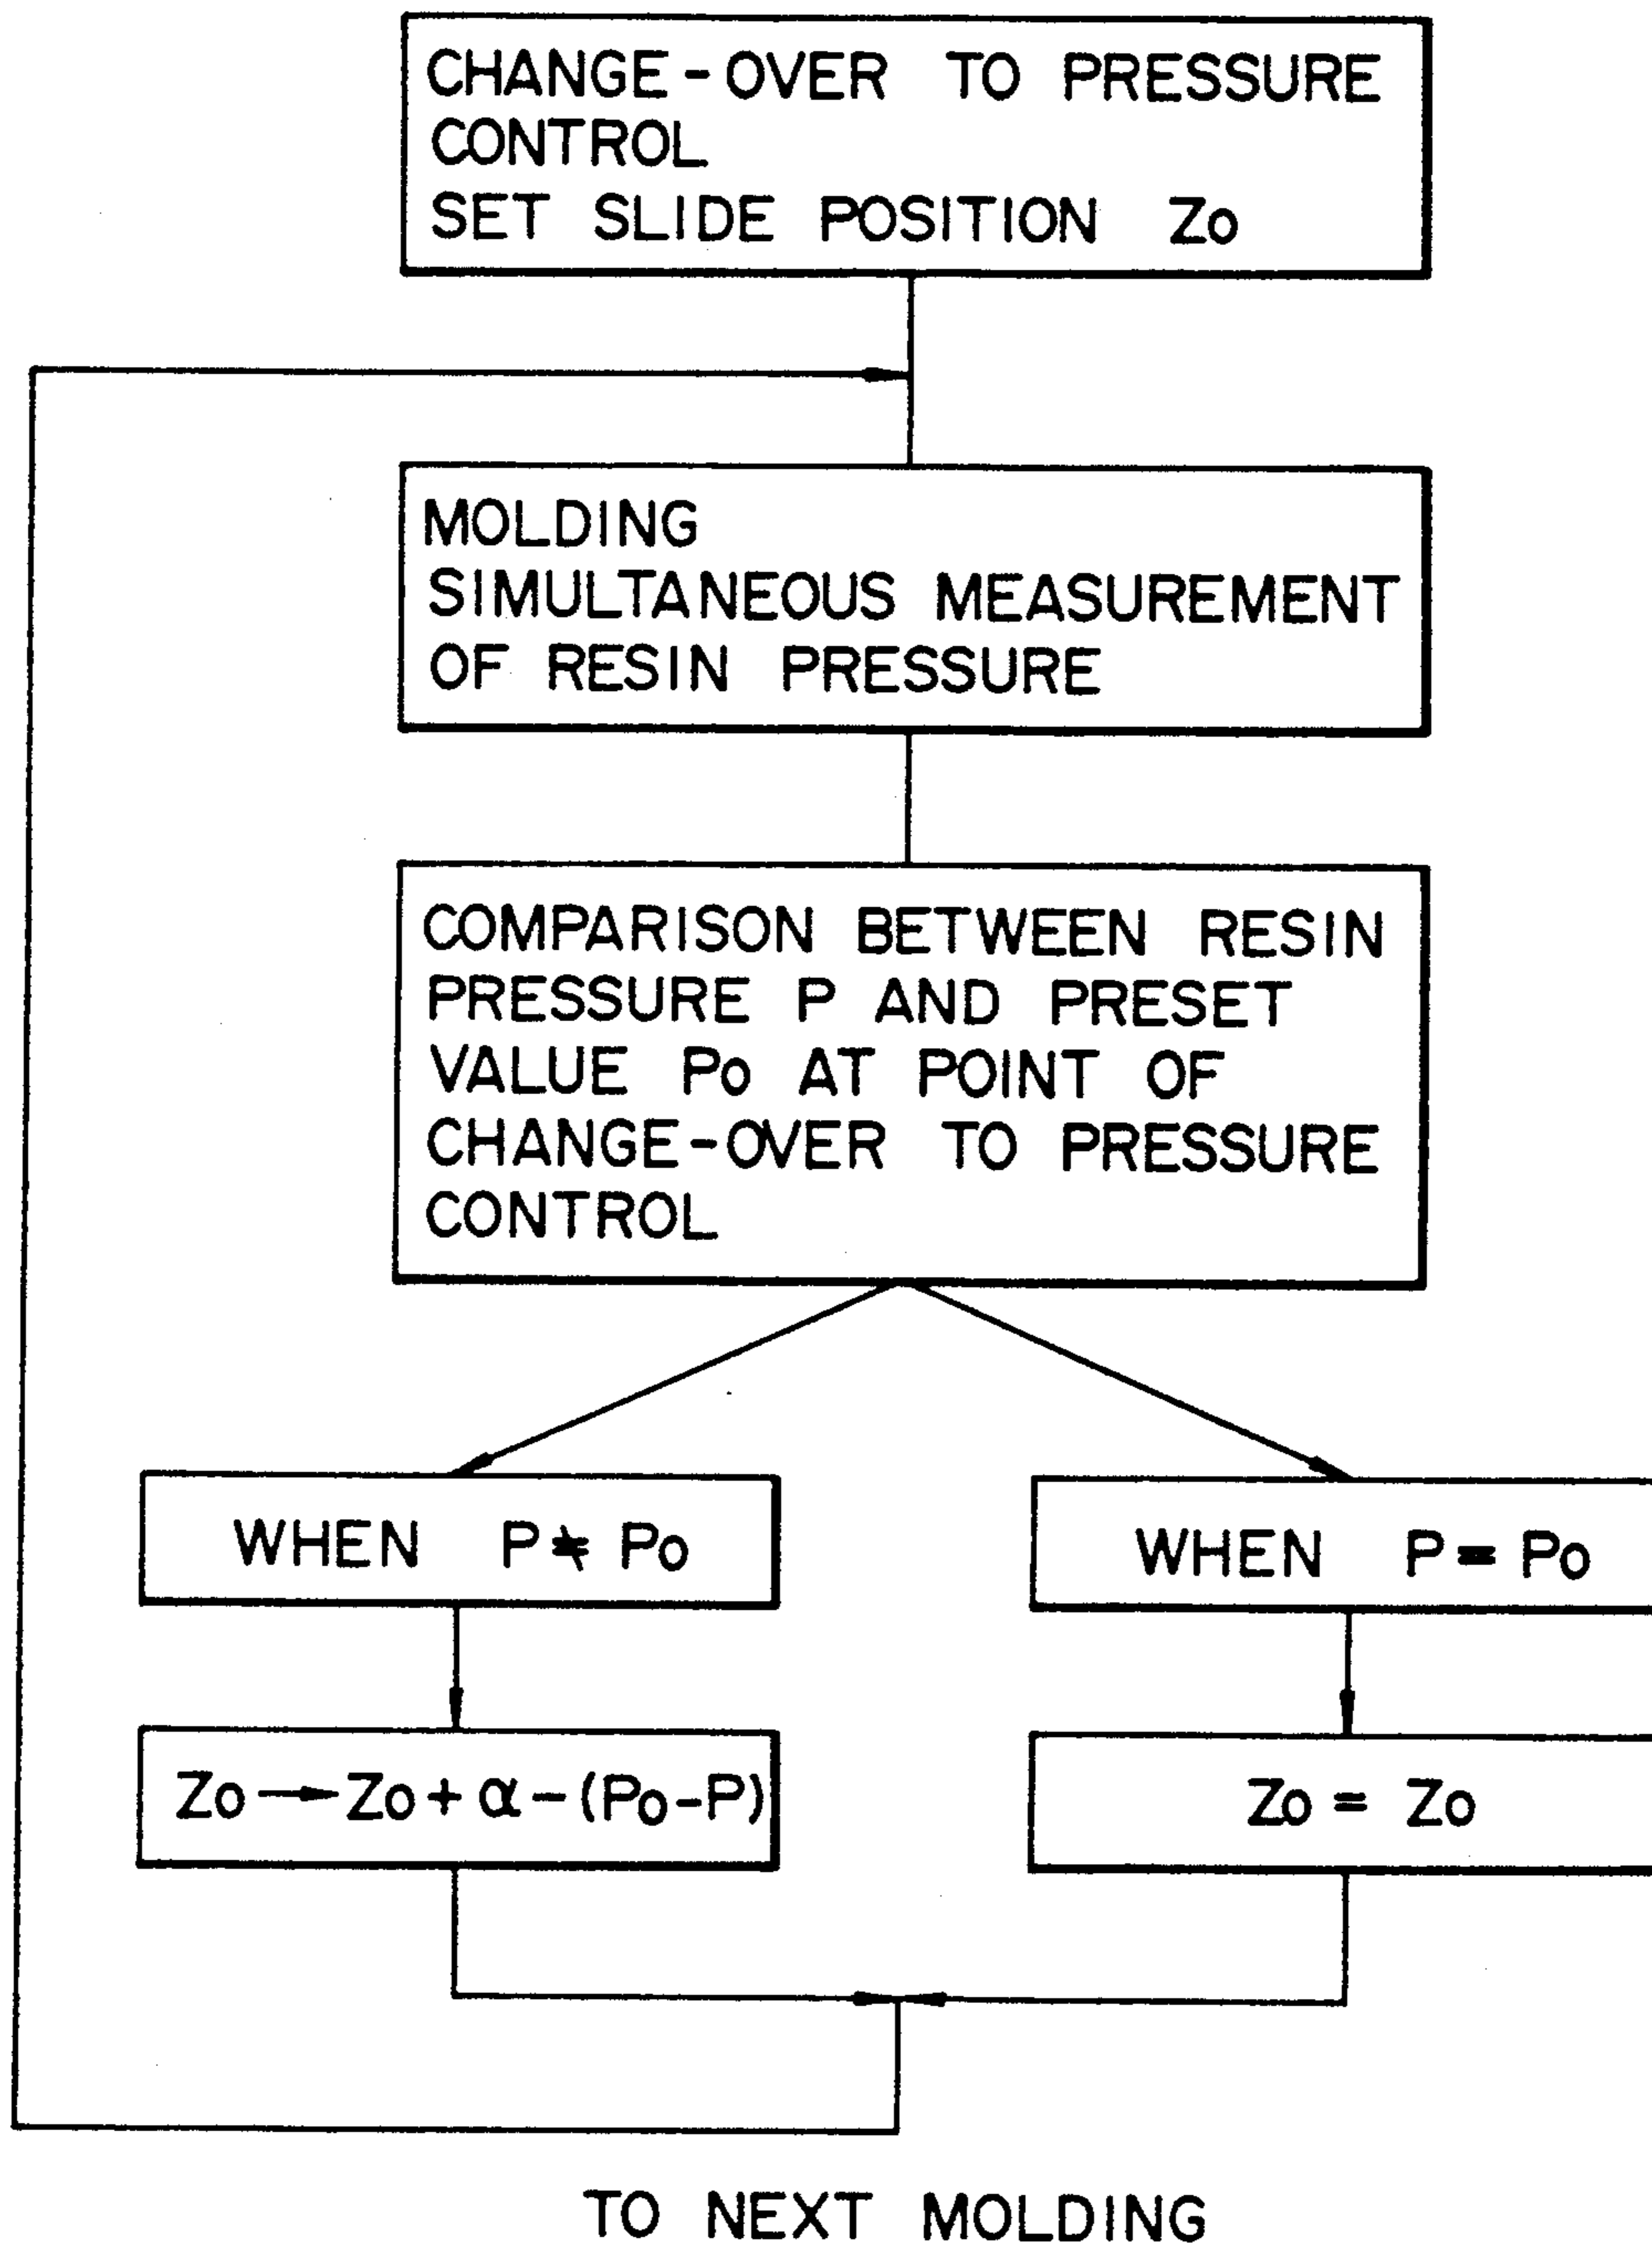 CHANGE-OVER TO PRESSURE
CONTROL
SET SLIDE POSITION Zo
MOLDING
SIMULTANEOUS MEASUREMENT
OF RESIN PRESSURE
COMPARISON BETWEEN RESIN
PRESSURE P AND PRESET
VALUE Po AT POINT OF
CHANGE-OVER TO PRESSURE
CONTROL
WHEN P ≠ Po
WHEN P = Po
Zo → Zo + α - (Po - P)
Zo = Zo
TO NEXT MOLDING